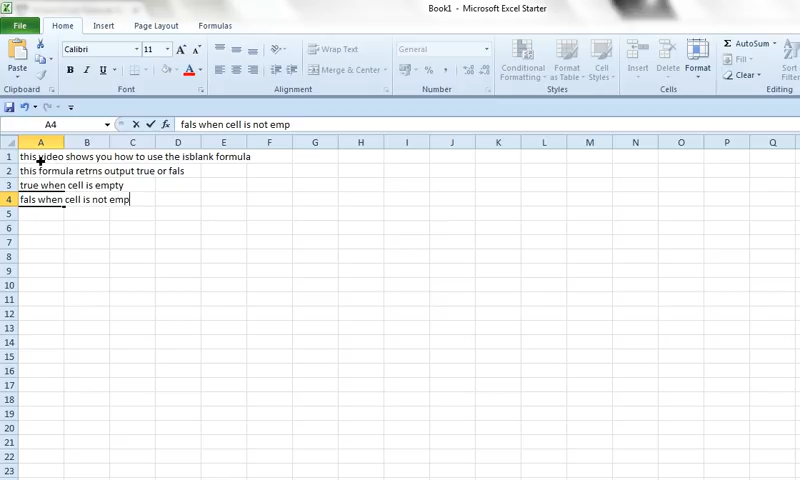 Book1 - Microsoft Excel Starter
File Home Insert Page Layout Formulas
Paste
Calibri 11 A A
B I U A
Wrap Text
Merge & Center
General
% ,
Conditional Formatting
Format as Table
Cell Styles
Insert Delete Format
Σ AutoSum
Fill
Clear
Sort
Filter
Clipboard Font Alignment Number Styles Cells Editing
A4 fals when cell is not emp
A B C D E F G H I J K L M N O P Q
1 this video shows you how to use the isblank formula
2 this formula retrns output true or fals
3 true when cell is empty
4 fals when cell is not emp
5
6
7
8
9
10
11
12
13
14
15
16
17
18
19
20
21
22
23